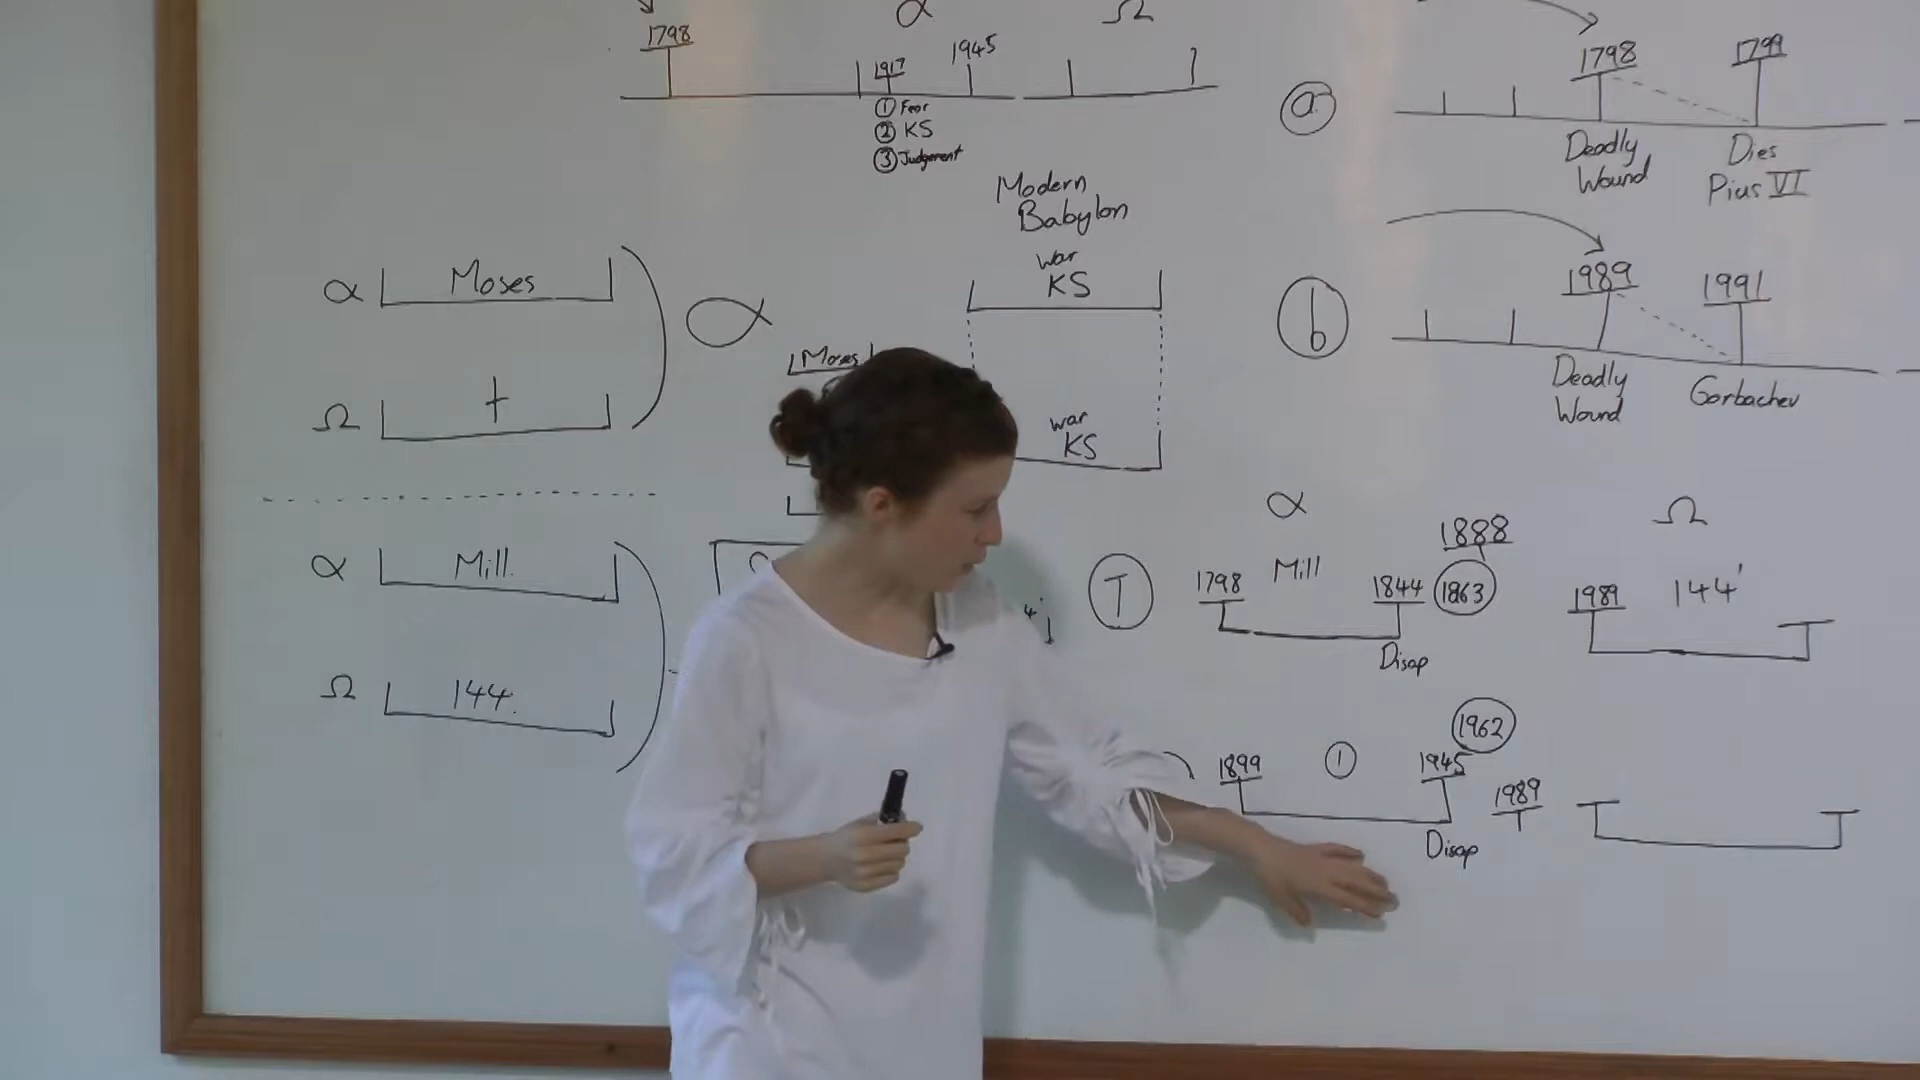 α
Ω
1798
1917
1945
① Fear
② KS
③ Judgement
Modern
Babylon
war
KS
war
KS
α Moses
Ω
α
Moses
α Mill.
Ω 144.
ⓐ
1798
1799
Deadly
Wound
Dies
Pius VI
ⓑ
1989
1991
Deadly
Wound
Gorbachev
α
Ω
T
1798
Mill
1844
1888
1863
Disap
1989
144'
1899
①
1945
1962
Disap
1989